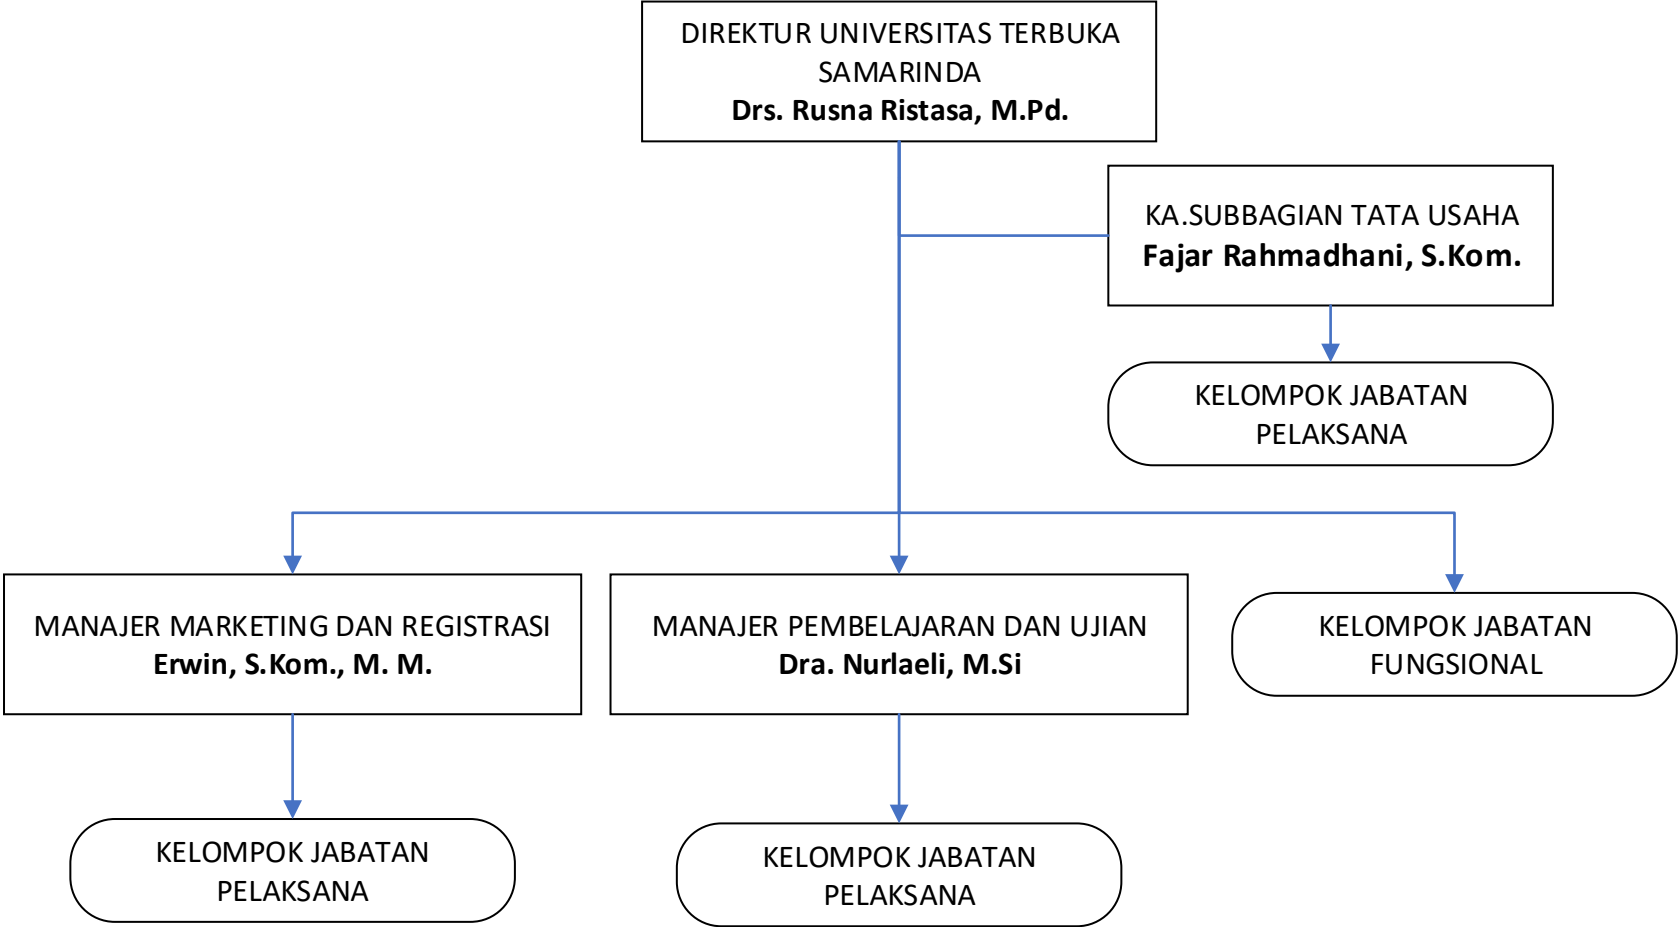 DIREKTUR UNIVERSITAS TERBUKA
SAMARINDA
Drs. Rusna Ristasa, M.Pd.
KA.SUBBAGIAN TATA USAHA
Fajar Rahmadhani, S.Kom.
KELOMPOK JABATAN
PELAKSANA
MANAJER MARKETING DAN REGISTRASI
Erwin, S.Kom., M. M.
MANAJER PEMBELAJARAN DAN UJIAN
Dra. Nurlaeli, M.Si
KELOMPOK JABATAN
FUNGSIONAL
KELOMPOK JABATAN
PELAKSANA
KELOMPOK JABATAN
PELAKSANA